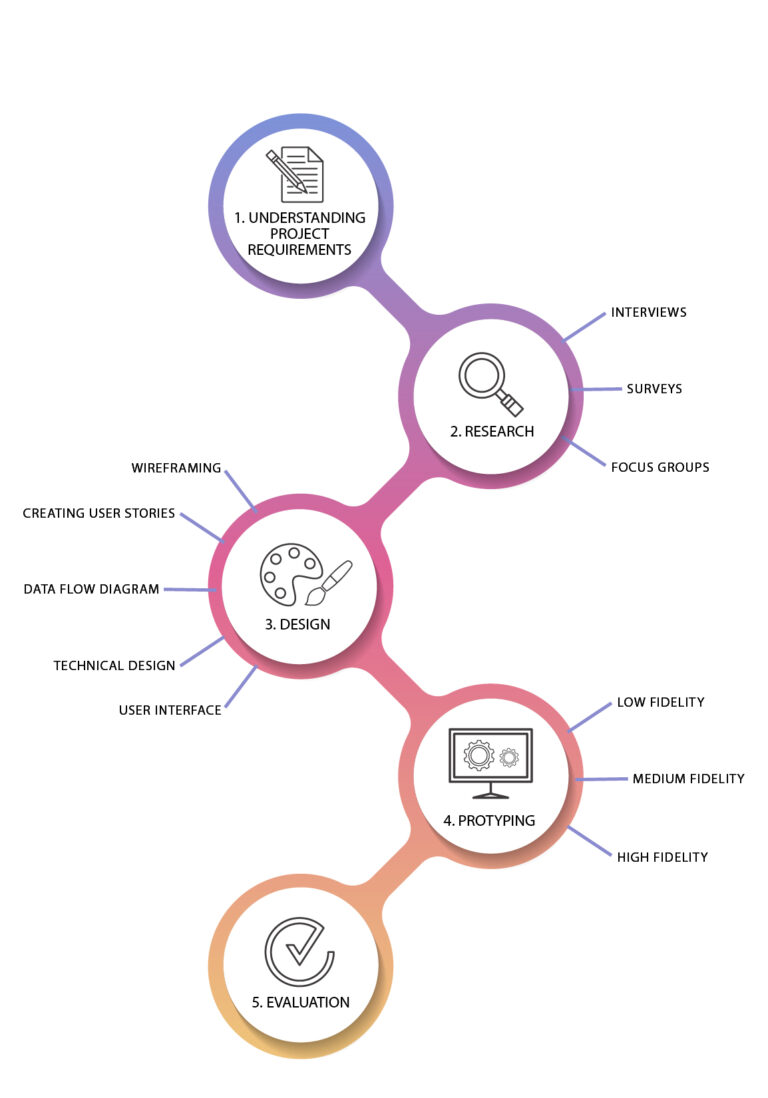 1. UNDERSTANDING
PROJECT
REQUIREMENTS
INTERVIEWS
SURVEYS
2. RESEARCH
FOCUS GROUPS
WIREFRAMING
CREATING USER STORIES
DATA FLOW DIAGRAM
3. DESIGN
TECHNICAL DESIGN
USER INTERFACE
LOW FIDELITY
MEDIUM FIDELITY
4. PROTYPING
HIGH FIDELITY
5. EVALUATION